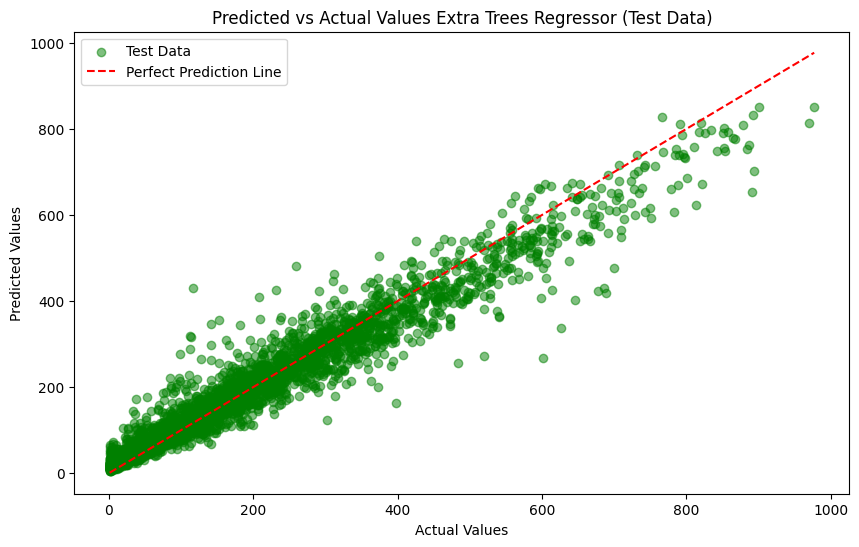 Predicted vs Actual Values Extra Trees Regressor (Test Data)
Test Data
Perfect Prediction Line
1000
800
600
400
200
0
Predicted Values
0 200 400 600 800 1000
Actual Values